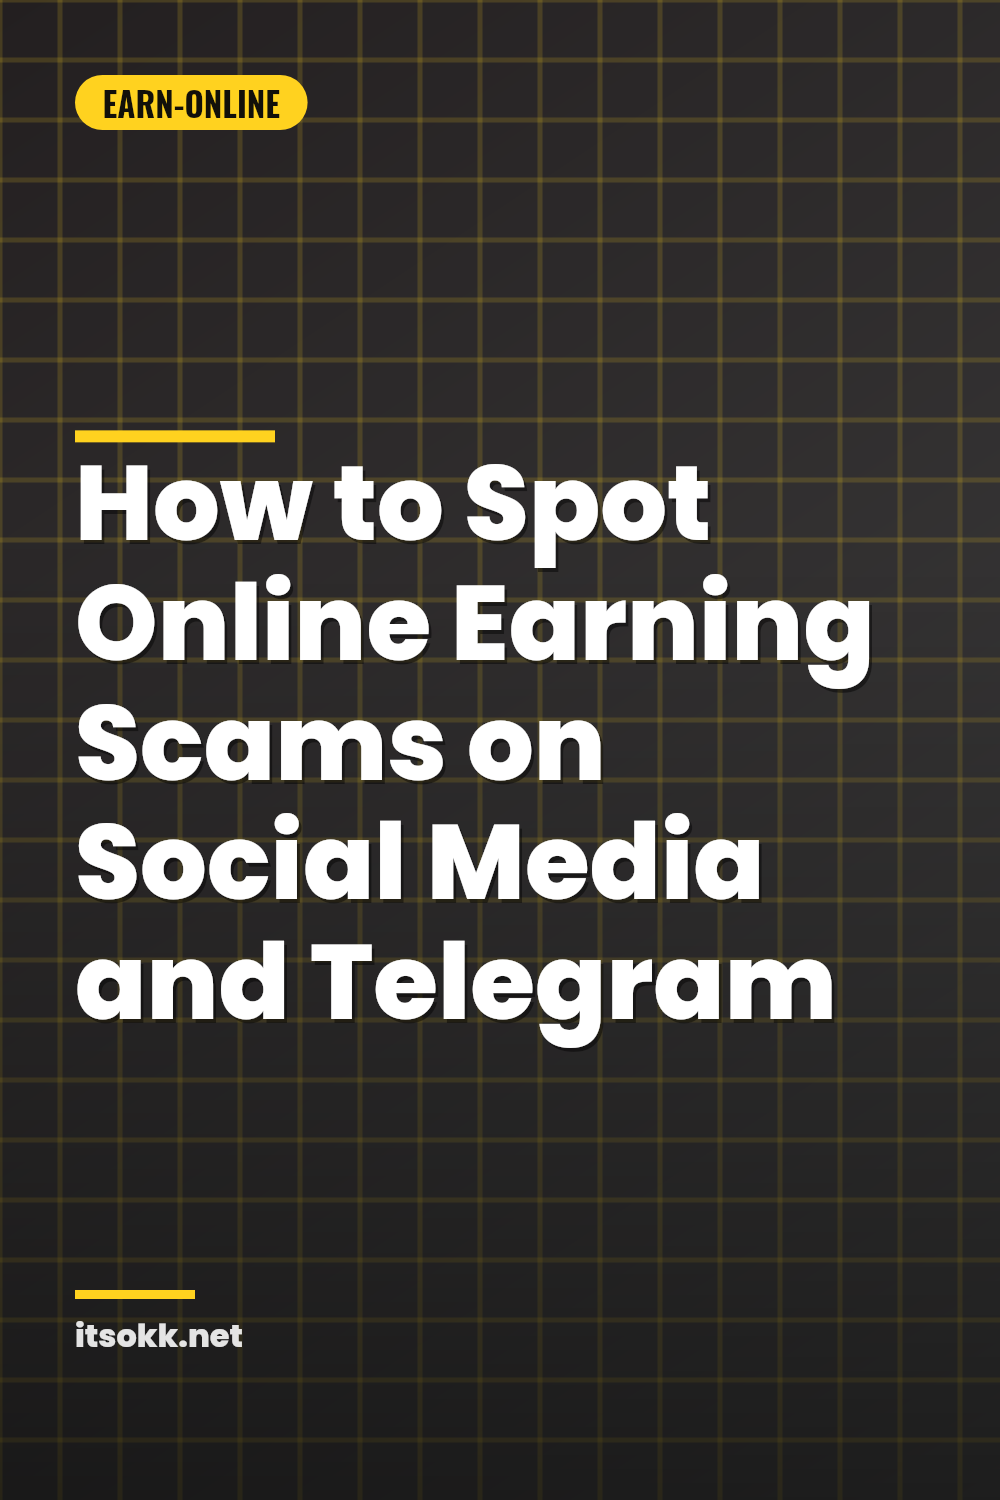 EARN-ONLINE
How to Spot
Online Earning
Scams on
Social Media
and Telegram
itsokk.net